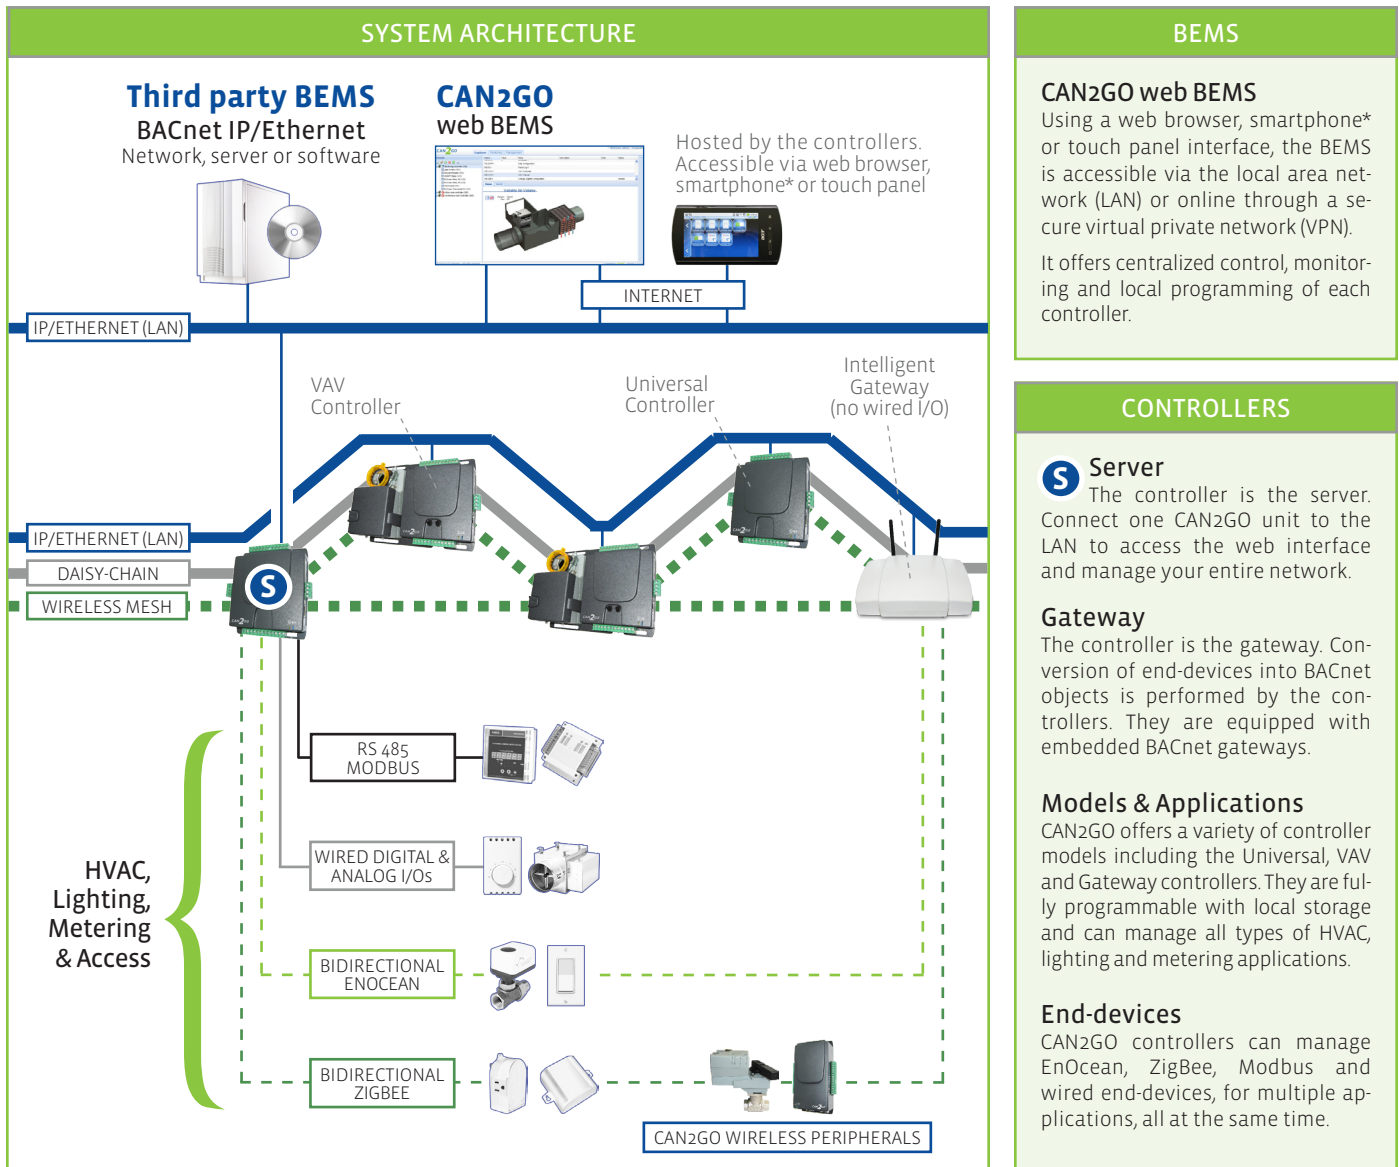 SYSTEM ARCHITECTURE
Third party BEMS
BACnet IP/Ethernet
Network, server or software
CAN2GO
web BEMS
Hosted by the controllers.
Accessible via web browser,
smartphone* or touch panel
INTERNET
IP/ETHERNET (LAN)
VAV
Controller
Universal
Controller
Intelligent
Gateway
(no wired I/O)
IP/ETHERNET (LAN)
DAISY-CHAIN
WIRELESS MESH
S
RS 485
MODBUS
WIRED DIGITAL &
ANALOG I/Os
HVAC,
Lighting,
Metering
& Access
BIDIRECTIONAL
ENOCEAN
BIDIRECTIONAL
ZIGBEE
CAN2GO WIRELESS PERIPHERALS
BEMS
CAN2GO web BEMS
Using a web browser, smartphone*
or touch panel interface, the BEMS
is accessible via the local area net-
work (LAN) or online through a se-
cure virtual private network (VPN).
It offers centralized control, monitor-
ing and local programming of each
controller.
CONTROLLERS
S Server
The controller is the server.
Connect one CAN2GO unit to the
LAN to access the web interface
and manage your entire network.
Gateway
The controller is the gateway. Con-
version of end-devices into BACnet
objects is performed by the con-
trollers. They are equipped with
embedded BACnet gateways.
Models & Applications
CAN2GO offers a variety of controller
models including the Universal, VAV
and Gateway controllers. They are ful-
ly programmable with local storage
and can manage all types of HVAC,
lighting and metering applications.
End-devices
CAN2GO controllers can manage
EnOcean, ZigBee, Modbus and
wired end-devices, for multiple ap-
plications, all at the same time.